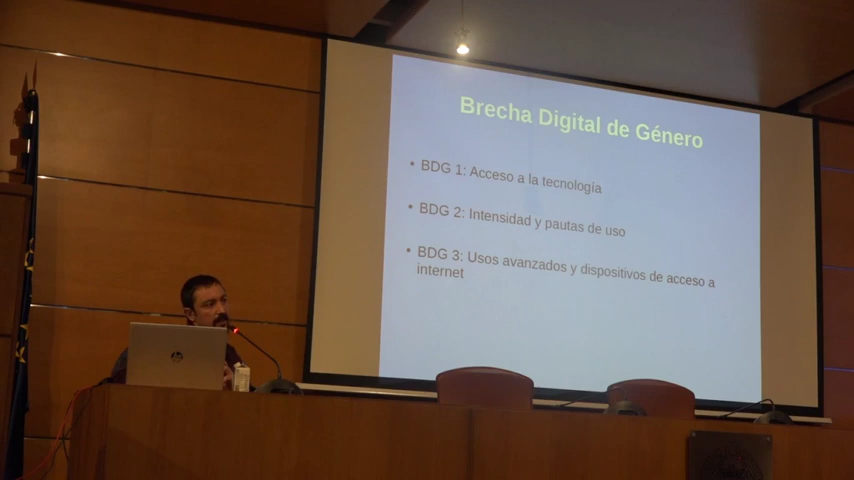 Brecha Digital de Género
• BDG 1: Acceso a la tecnología
• BDG 2: Intensidad y pautas de uso
• BDG 3: Usos avanzados y dispositivos de acceso a
internet
hp